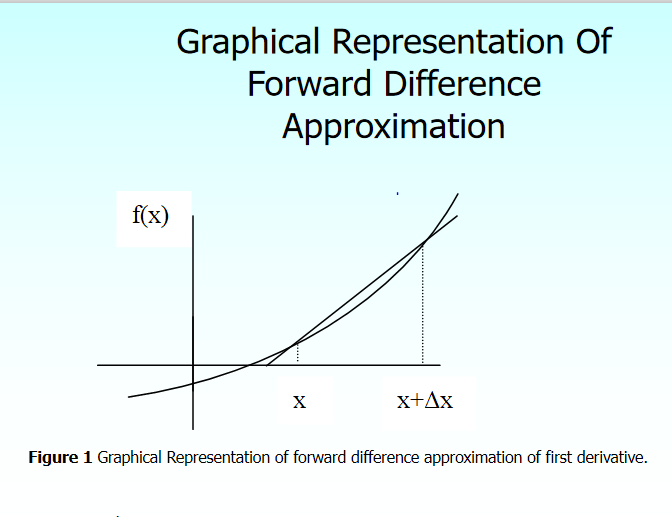 Graphical Representation Of
Forward Difference
Approximation
f(x)
x
x+Δx
Figure 1 Graphical Representation of forward difference approximation of first derivative.